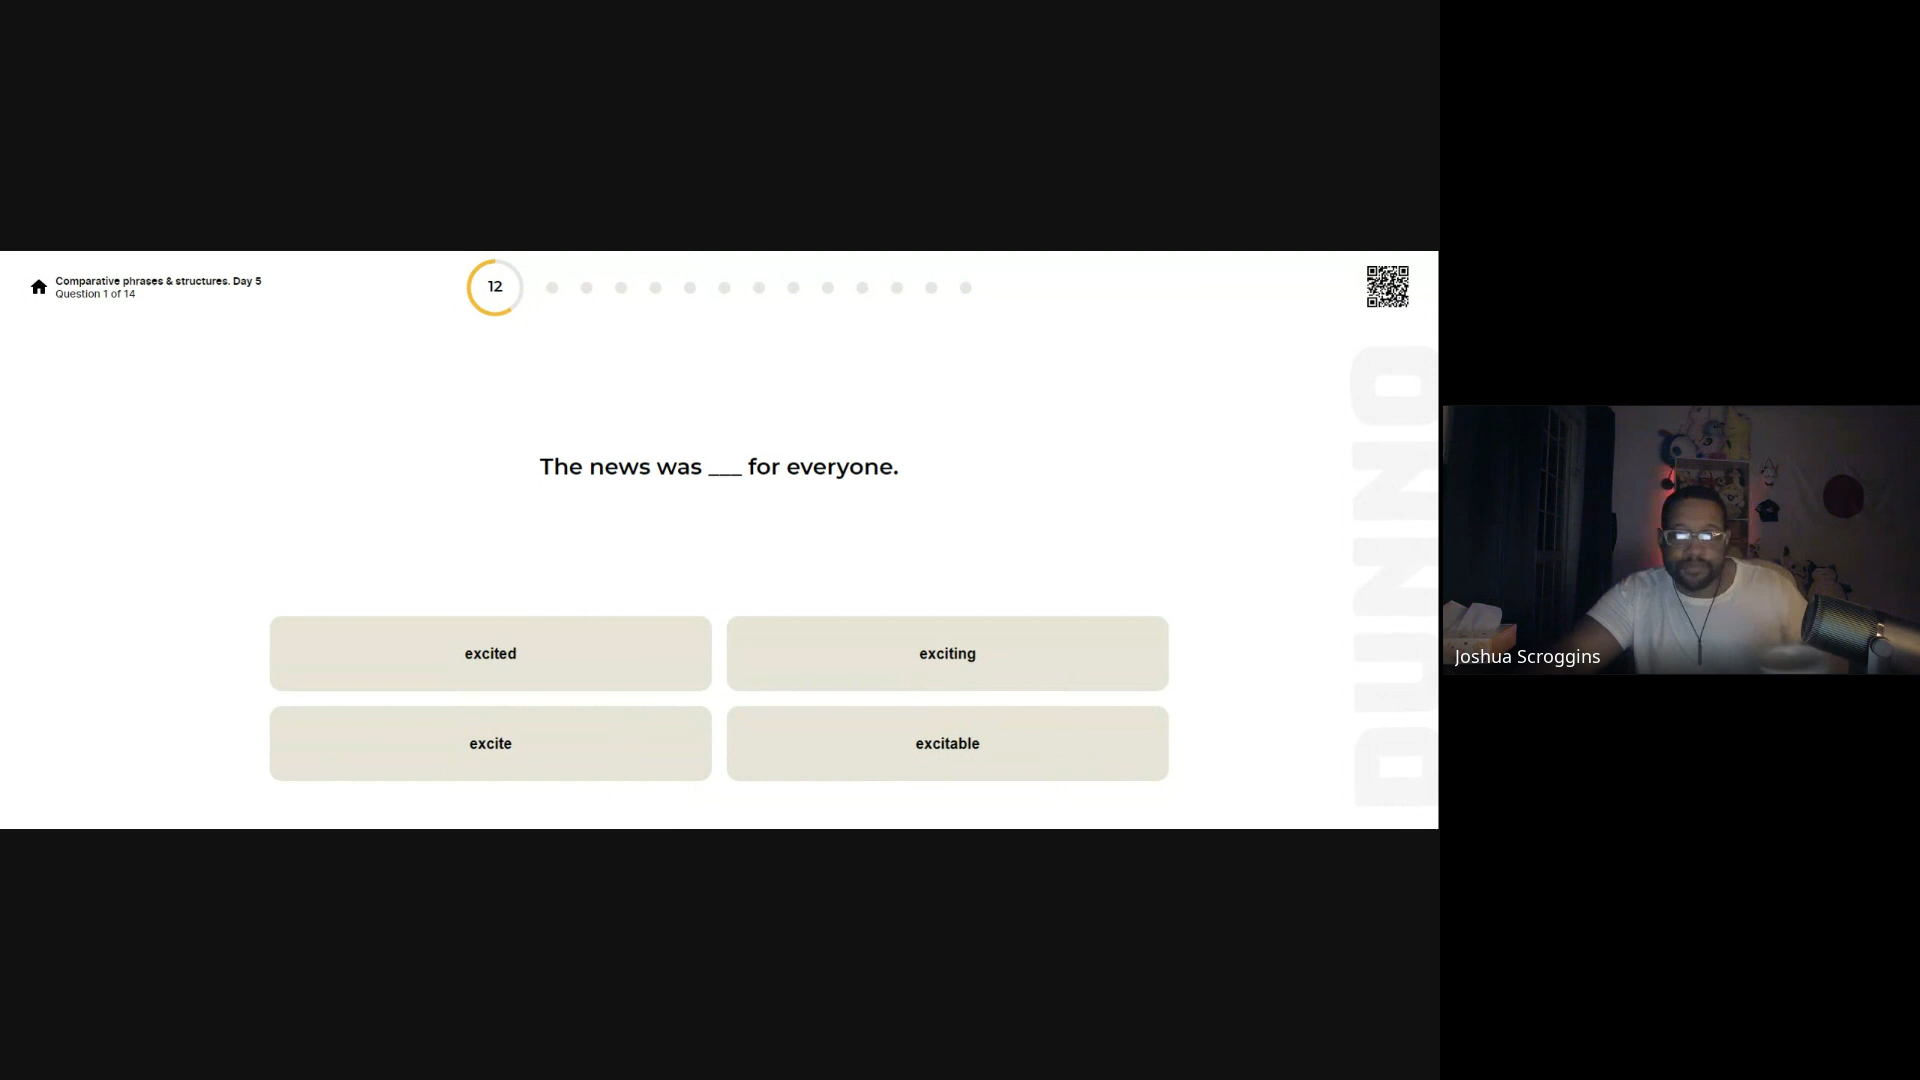 Comparative phrases & structures. Day 5
Question 1 of 14
12
The news was ___ for everyone.
excited
exciting
excite
excitable
DUNNO
Joshua Scroggins